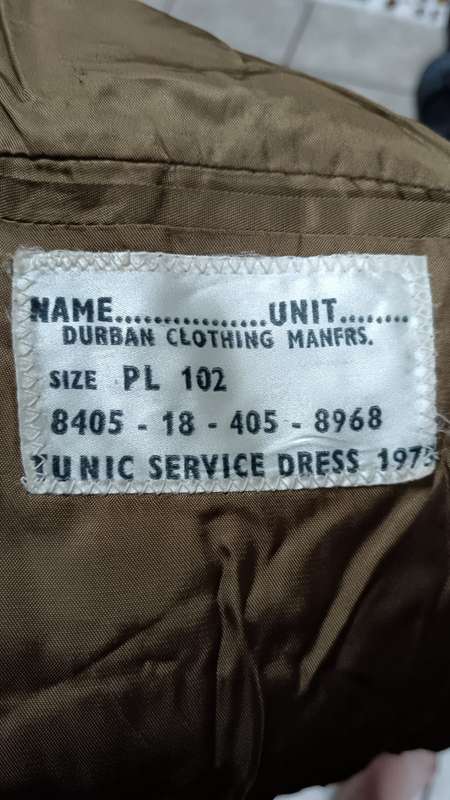 NAME...............UNIT........
DURBAN CLOTHING MANFRS.
SIZE PL 102
8405 - 18 - 405 - 8968
TUNIC SERVICE DRESS